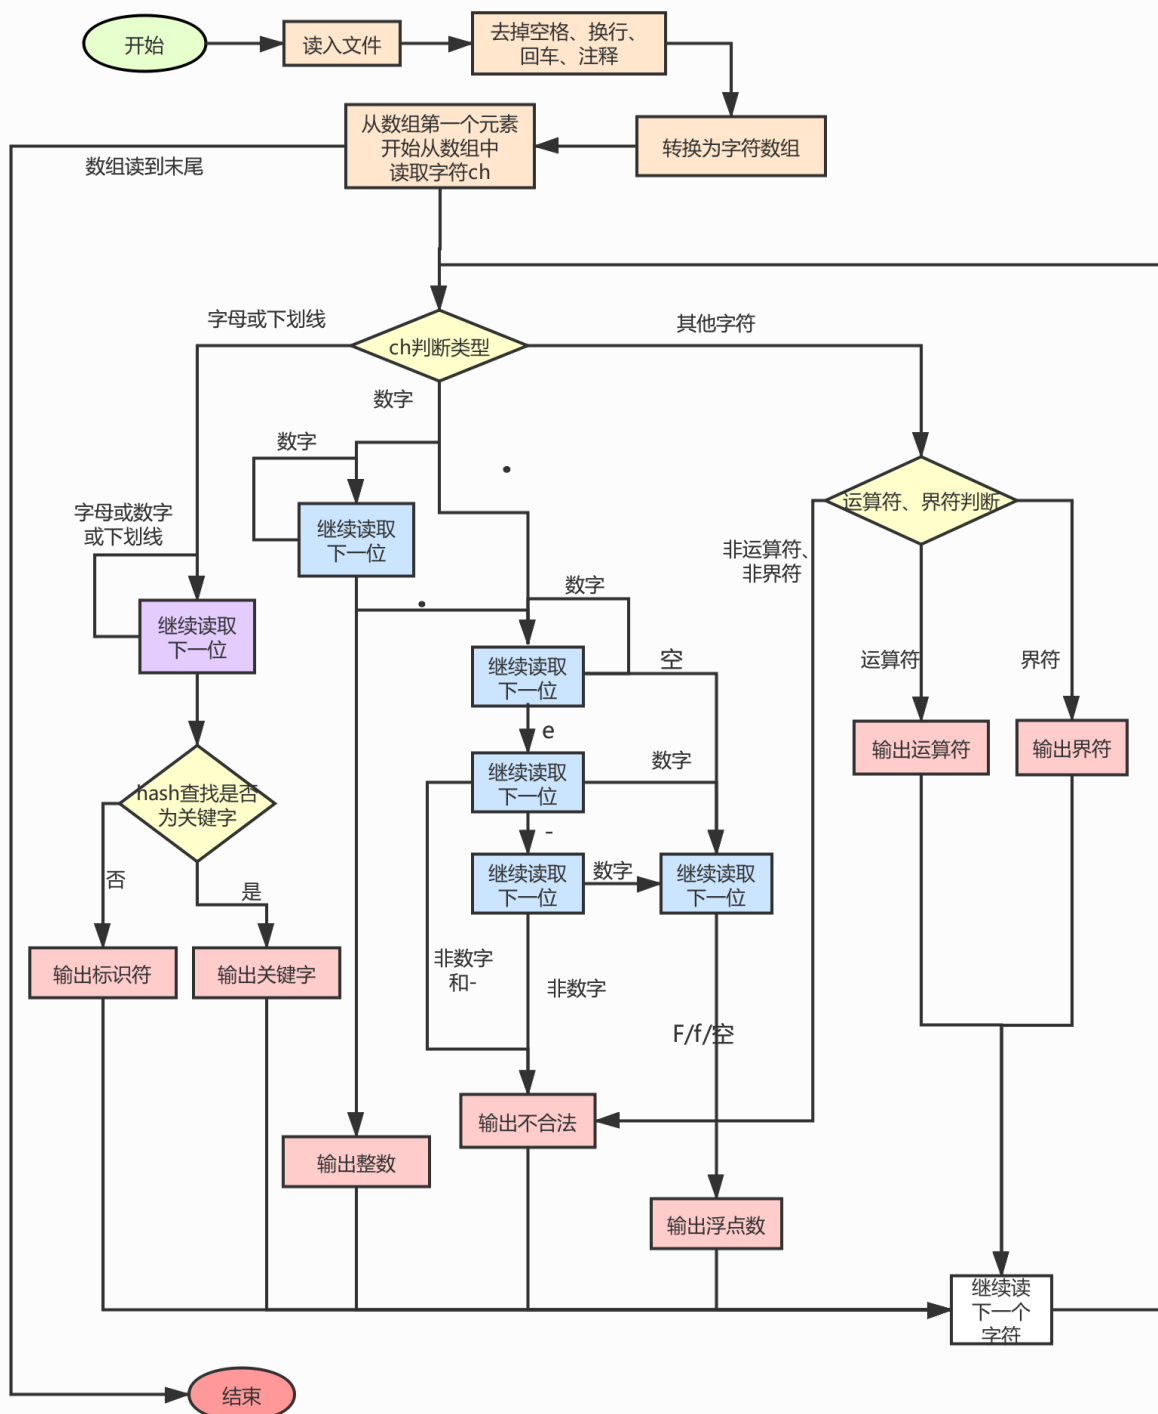 开始
读入文件
去掉空格、换行、
回车、注释
从数组第一个元素
开始从数组中
读取字符ch
转换为字符数组
数组读到末尾
字母或下划线
ch判断类型
其他字符
数字
数字
.
字母或数字
或下划线
继续读取
下一位
运算符、界符判断
非运算符、
非界符
数字
.
继续读取
下一位
继续读取
下一位
空
运算符
界符
e
继续读取
下一位
数字
输出运算符
输出界符
hash查找是否
为关键字
-
继续读取
下一位
数字
继续读取
下一位
否
是
输出标识符
输出关键字
非数字
和-
非数字
F/f/空
输出不合法
输出整数
输出浮点数
继续读
下一个
字符
结束